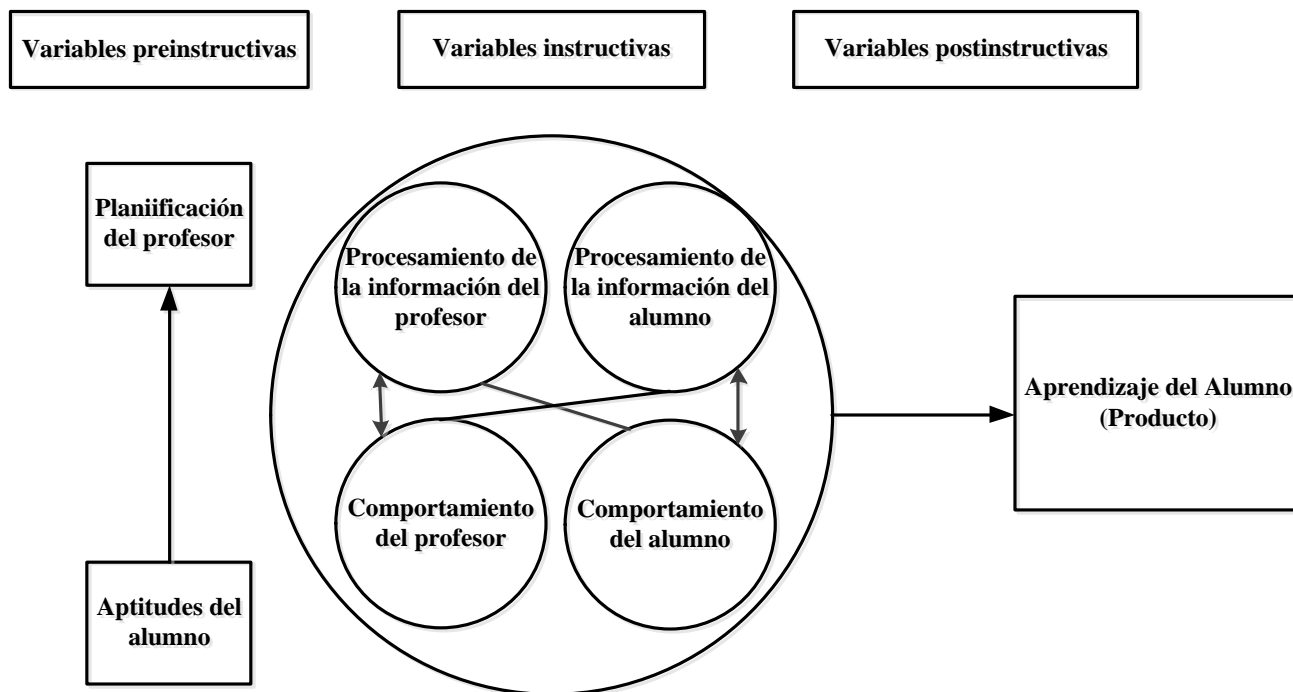 Variables preinstructivas
Variables instructivas
Variables postinstructivas
Planiificación
del profesor
Procesamiento de
la información del
profesor
Procesamiento de
la información del
alumno
Aprendizaje del Alumno
(Producto)
Comportamiento
del profesor
Comportamiento
del alumno
Aptitudes del
alumno